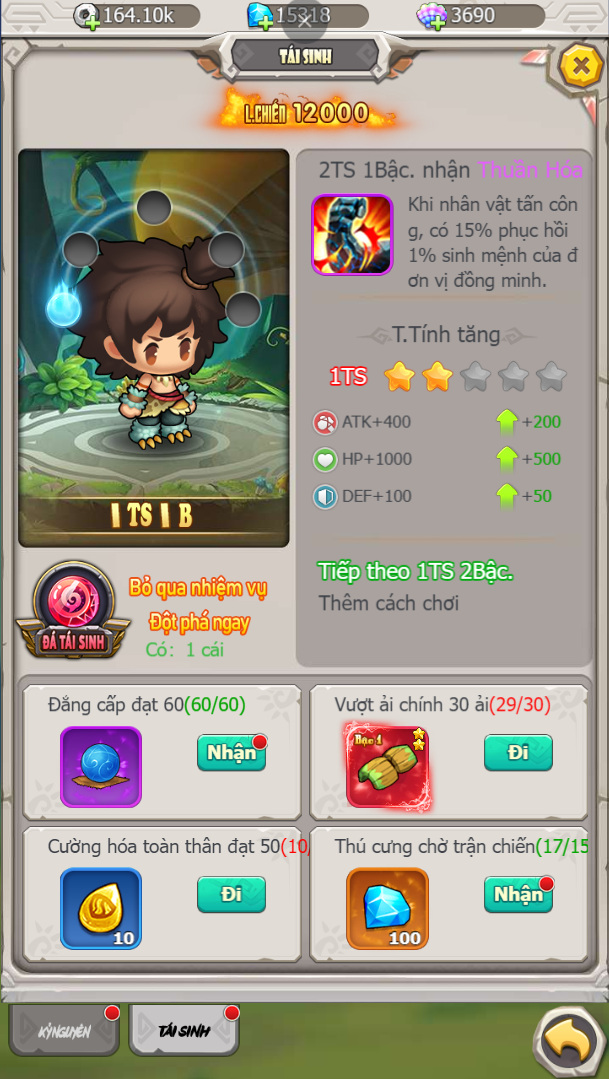 164.10k
15318
3690
TÁI SINH
L.CHIẾN 12000
2TS 1Bậc. nhận Thuần Hóa
Khi nhân vật tấn côn
g, có 15% phục hồi
1% sinh mệnh của đ
ơn vị đồng minh.
T.Tính tăng
1TS
ATK+400 +200
HP+1000 +500
DEF+100 +50
1 TS 1 B
Tiếp theo 1TS 2Bậc.
Thêm cách chơi
ĐÁ TÁI SINH
Bỏ qua nhiệm vụ
Đột phá ngay
Có: 1 cái
Đẳng cấp đạt 60(60/60)
Nhận
Vượt ải chính 30 ải(29/30)
Bậc 1
Đi
Cường hóa toàn thân đạt 50(10/
10
Đi
Thú cưng chờ trận chiến(17/15
100
Nhận
KỶ NGUYÊN
TÁI SINH